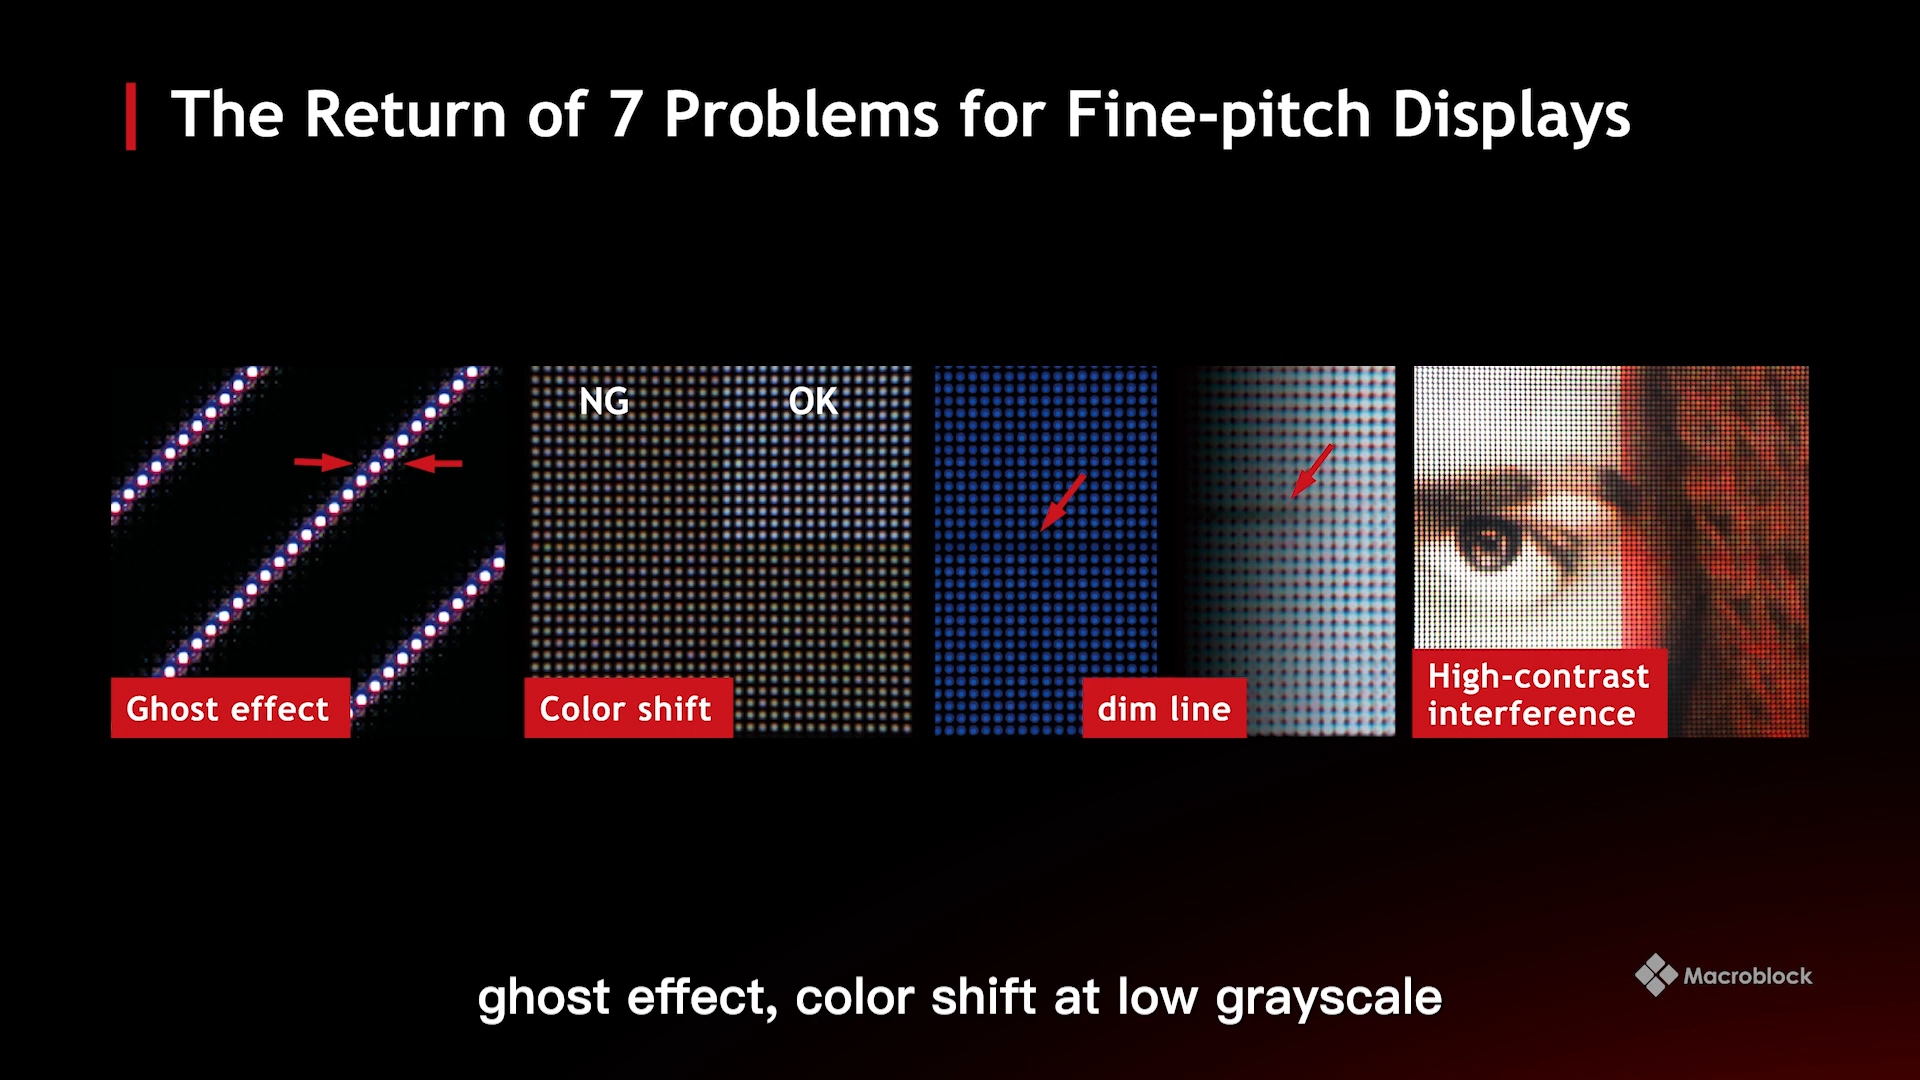 The Return of 7 Problems for Fine-pitch Displays
NG
OK
Ghost effect
Color shift
dim line
High-contrast
interference
Macroblock
ghost effect, color shift at low grayscale